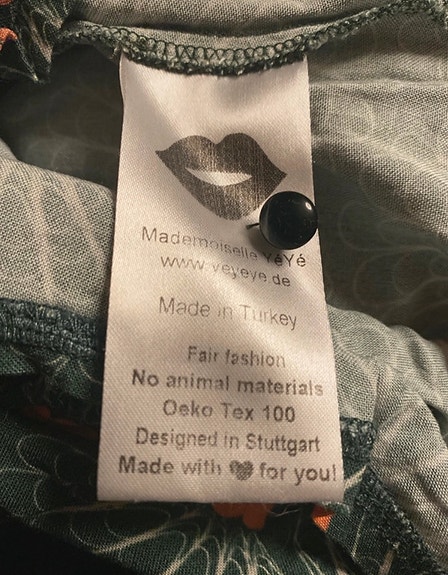 Mademoiselle YéYé
www.yeyeye.de
Made in Turkey
Fair fashion
No animal materials
Oeko Tex 100
Designed in Stuttgart
Made with for you!